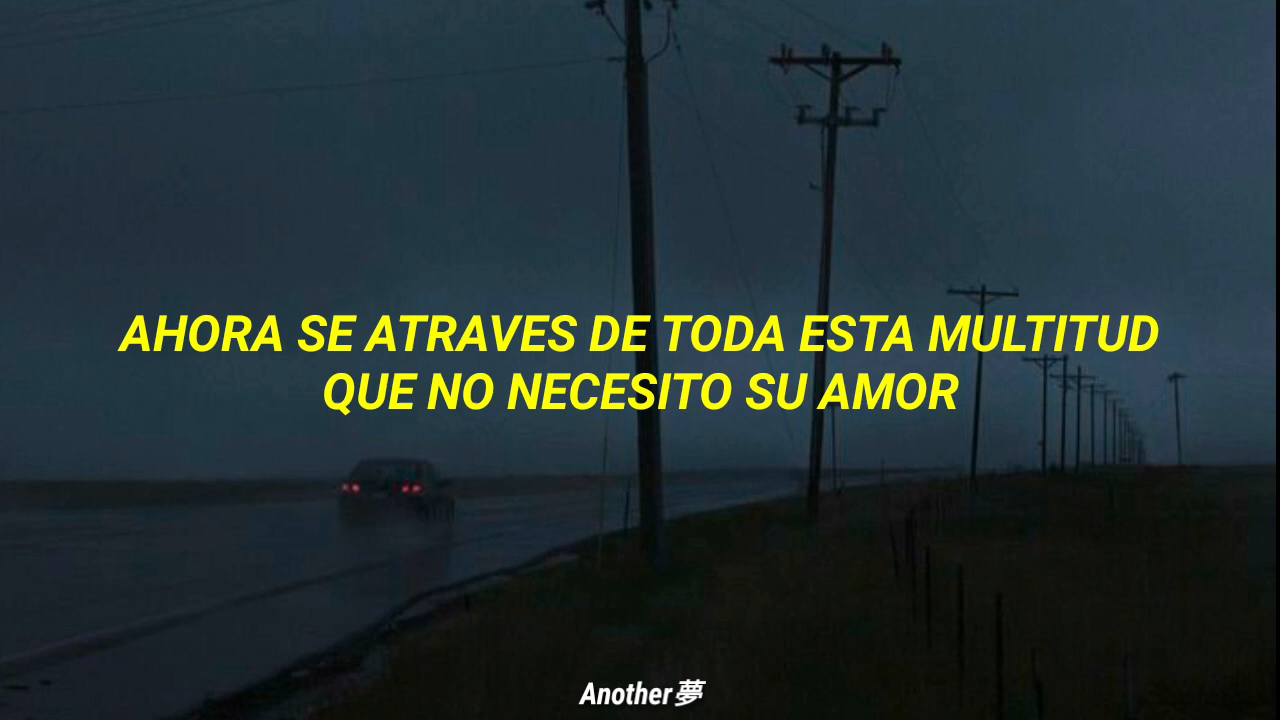 AHORA SE ATRAVES DE TODA ESTA MULTITUD
QUE NO NECESITO SU AMOR
Another夢